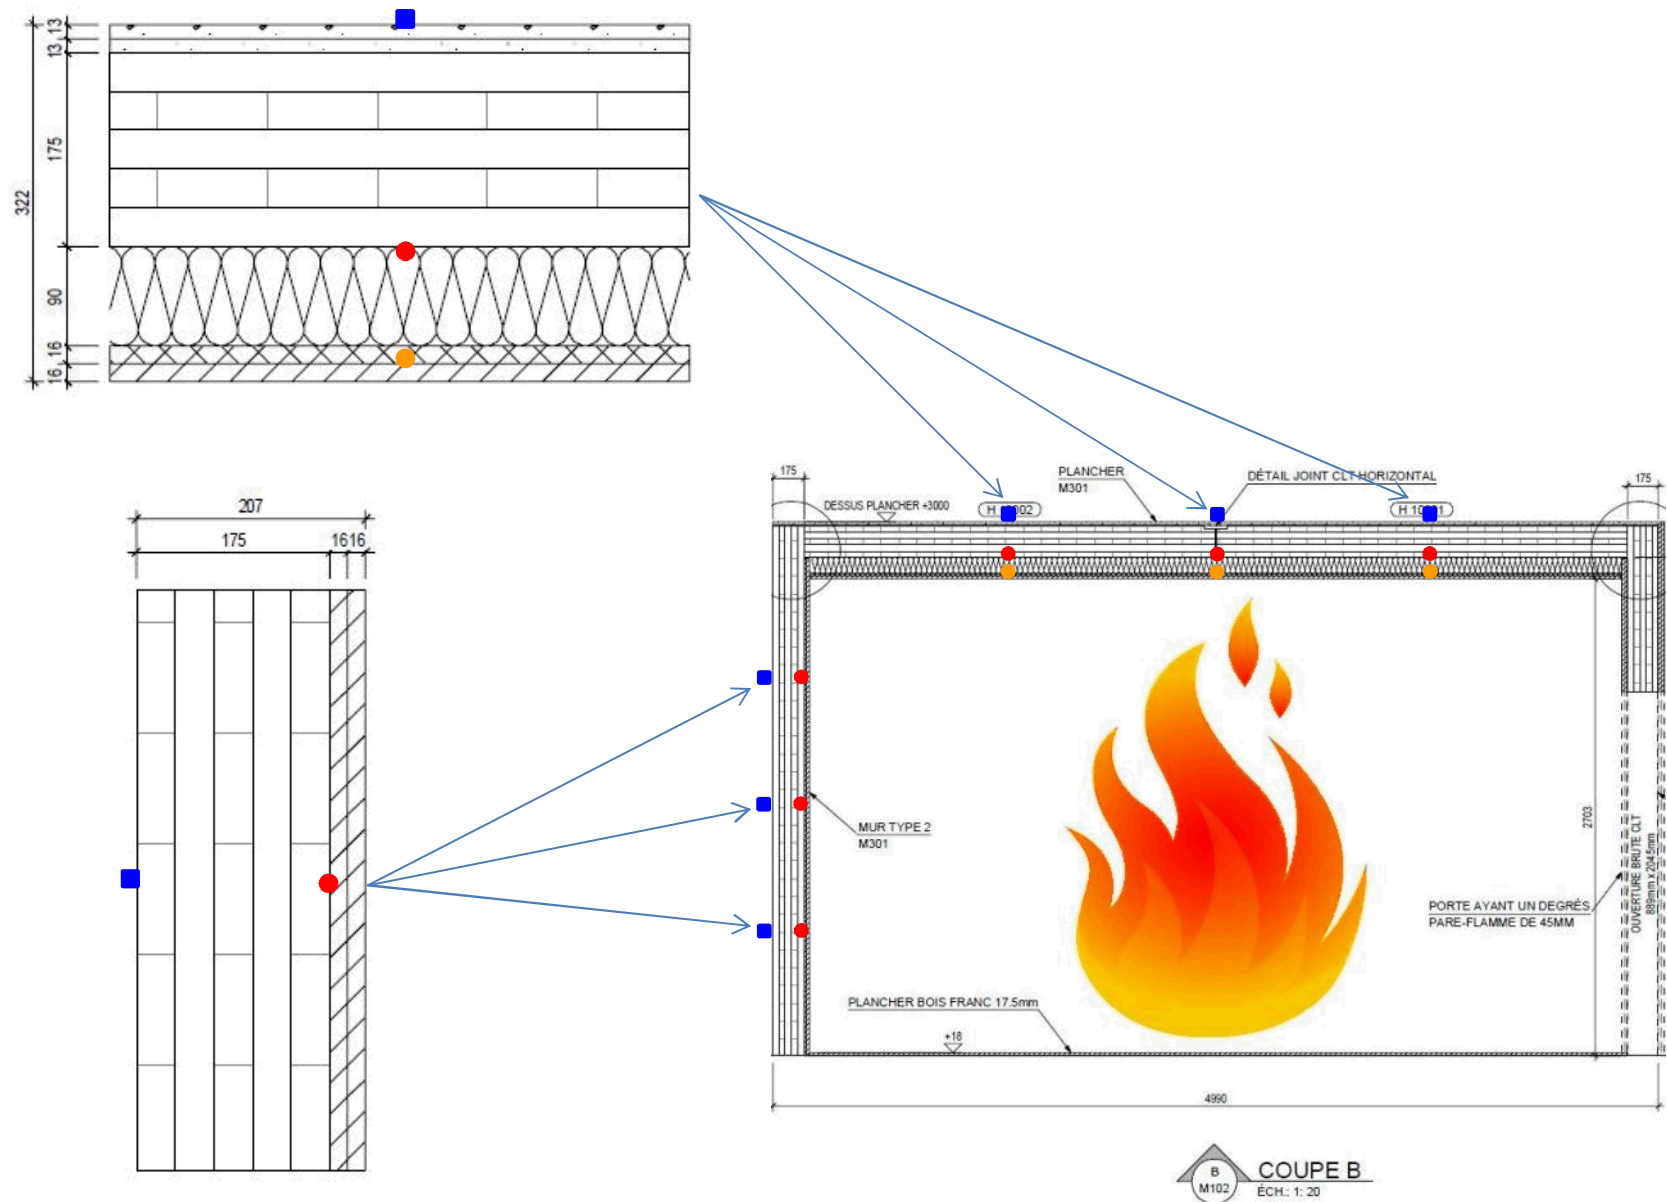 13
13
175
322
90
16
16
207
175
16
16
175
PLANCHER
M301
DÉTAIL JOINT CLT HORIZONTAL
175
DESSUS PLANCHER +3000
MUR TYPE 2
M301
2703
OUVERTURE BRUTE CLT
889mm x 2045mm
PORTE AYANT UN DEGRÉS
PARE-FLAMME DE 45MM
PLANCHER BOIS FRANC 17.5mm
+18
4990
B
M102
COUPE B
ÉCH.: 1: 20